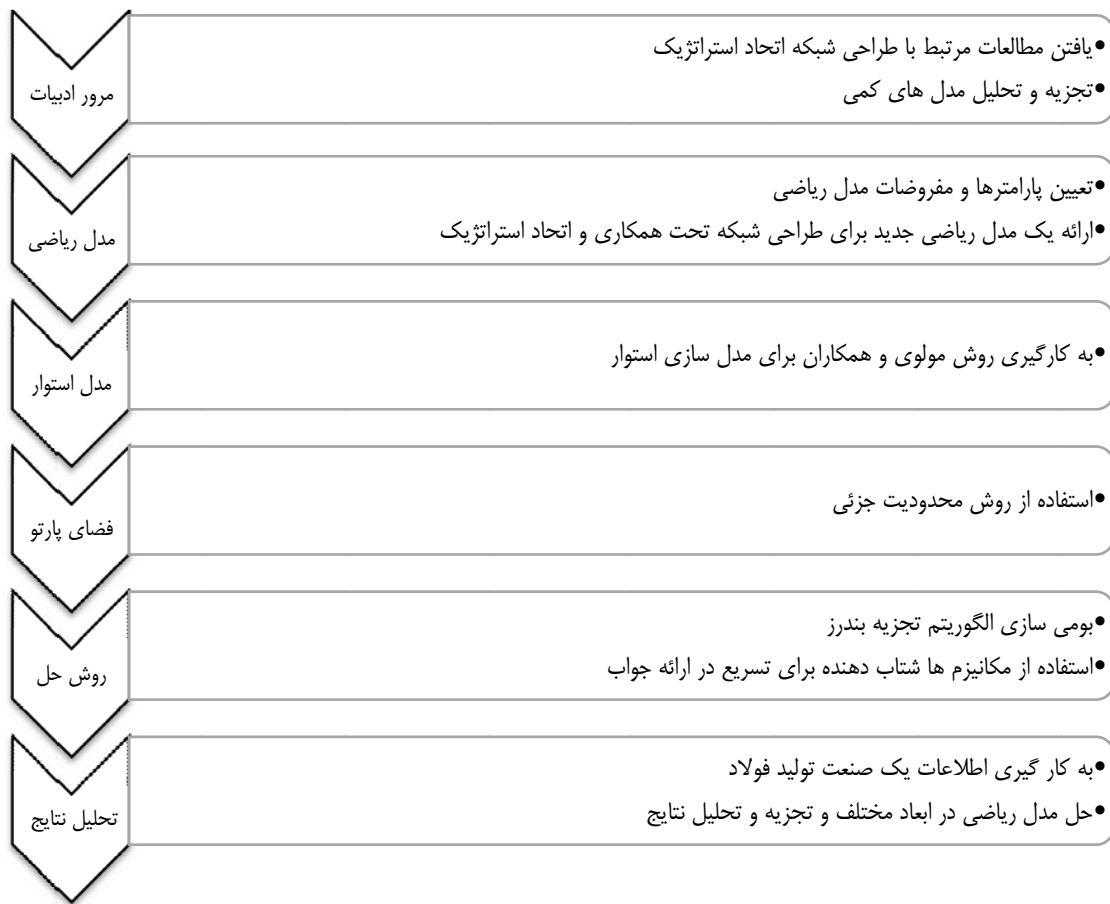 مرور ادبیات
•یافتن مطالعات مرتبط با طراحی شبکه اتحاد استراتژیک
•تجزیه و تحلیل مدل های کمی
مدل ریاضی
•تعیین پارامترها و مفروضات مدل ریاضی
•ارائه یک مدل ریاضی جدید برای طراحی شبکه تحت همکاری و اتحاد استراتژیک
مدل استوار
•به کارگیری روش مولوی و همکاران برای مدل سازی استوار
فضای پارتو
•استفاده از روش محدودیت جزئی
روش حل
•بومی سازی الگوریتم تجزیه بندرز
•استفاده از مکانیزم ها شتاب دهنده برای تسریع در ارائه جواب
تحلیل نتایج
•به کار گیری اطلاعات یک صنعت تولید فولاد
•حل مدل ریاضی در ابعاد مختلف و تجزیه و تحلیل نتایج